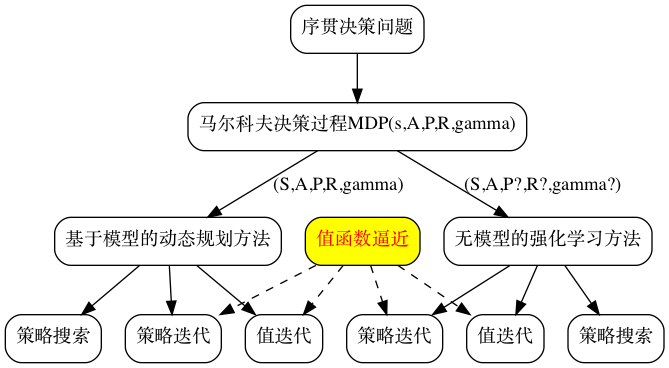 序贯决策问题
马尔科夫决策过程MDP(s,A,P,R,gamma)
(S,A,P,R,gamma)
(S,A,P?,R?,gamma?)
基于模型的动态规划方法
值函数逼近
无模型的强化学习方法
策略搜索
策略迭代
值迭代
策略迭代
值迭代
策略搜索